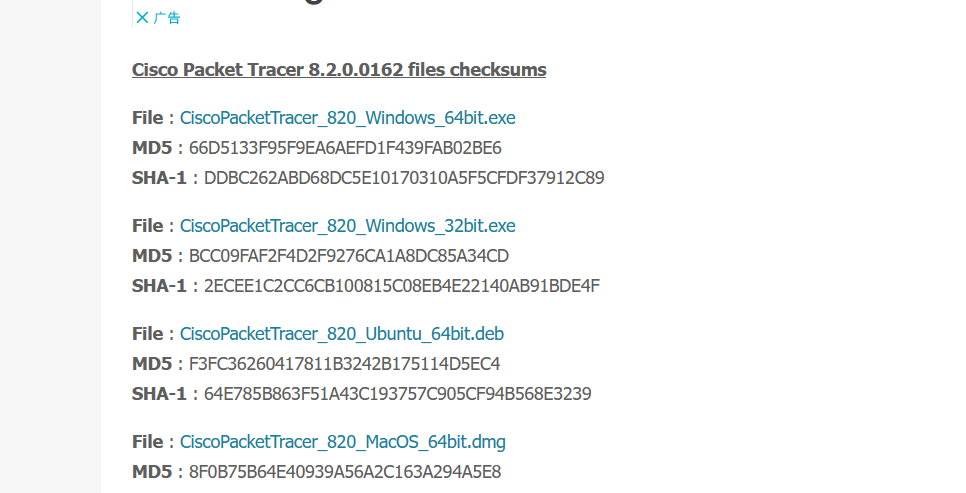 广告
Cisco Packet Tracer 8.2.0.0162 files checksums
File : CiscoPacketTracer_820_Windows_64bit.exe
MD5 : 66D5133F95F9EA6AEFD1F439FAB02BE6
SHA-1 : DDBC262ABD68DC5E10170310A5F5CFDF37912C89
File : CiscoPacketTracer_820_Windows_32bit.exe
MD5 : BCC09FAF2F4D2F9276CA1A8DC85A34CD
SHA-1 : 2ECEE1C2CC6CB100815C08EB4E22140AB91BDE4F
File : CiscoPacketTracer_820_Ubuntu_64bit.deb
MD5 : F3FC36260417811B3242B175114D5EC4
SHA-1 : 64E785B863F51A43C193757C905CF94B568E3239
File : CiscoPacketTracer_820_MacOS_64bit.dmg
MD5 : 8F0B75B64E40939A56A2C163A294A5E8